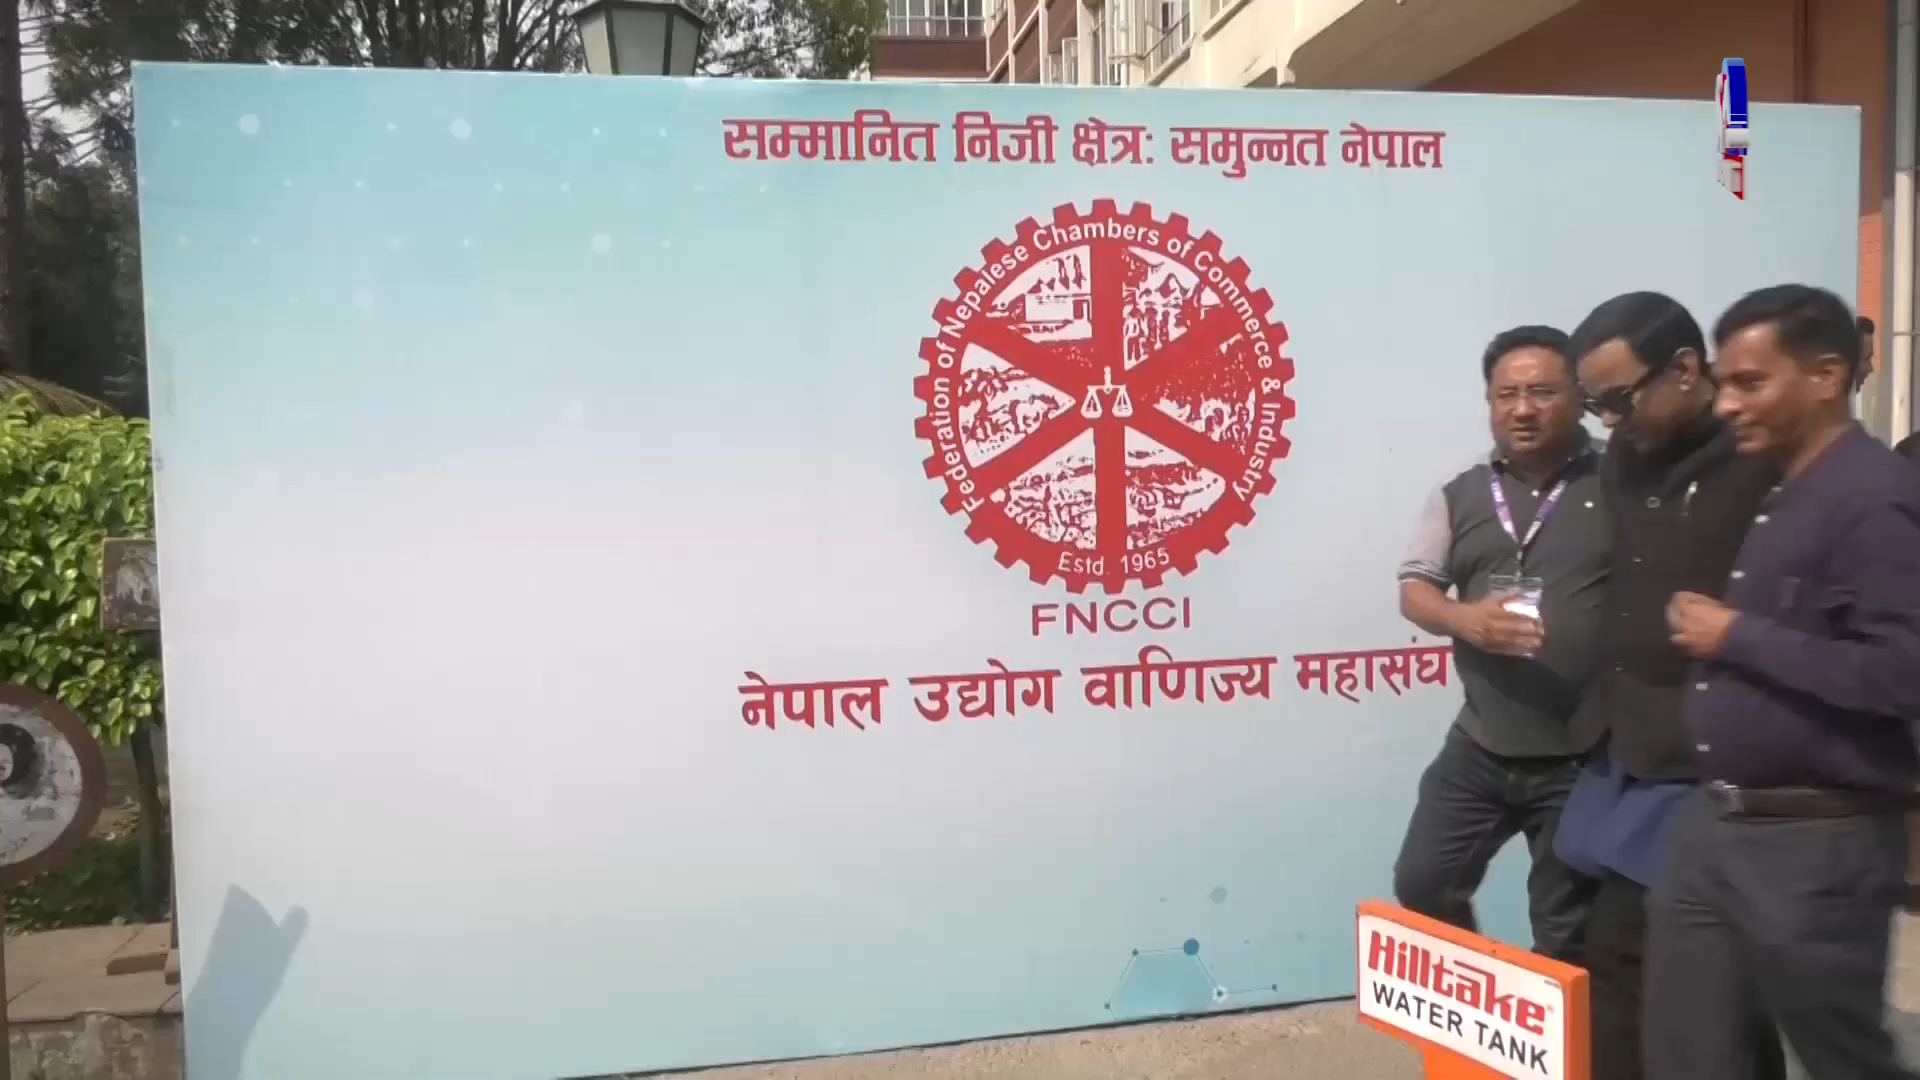 सम्मानित निजी क्षेत्र: समुन्नत नेपाल
Federation of Nepalese Chambers of Commerce & Industry
Estd. 1965
FNCCI
नेपाल उद्योग वाणिज्य महासंघ
Hilltake
WATER TANK